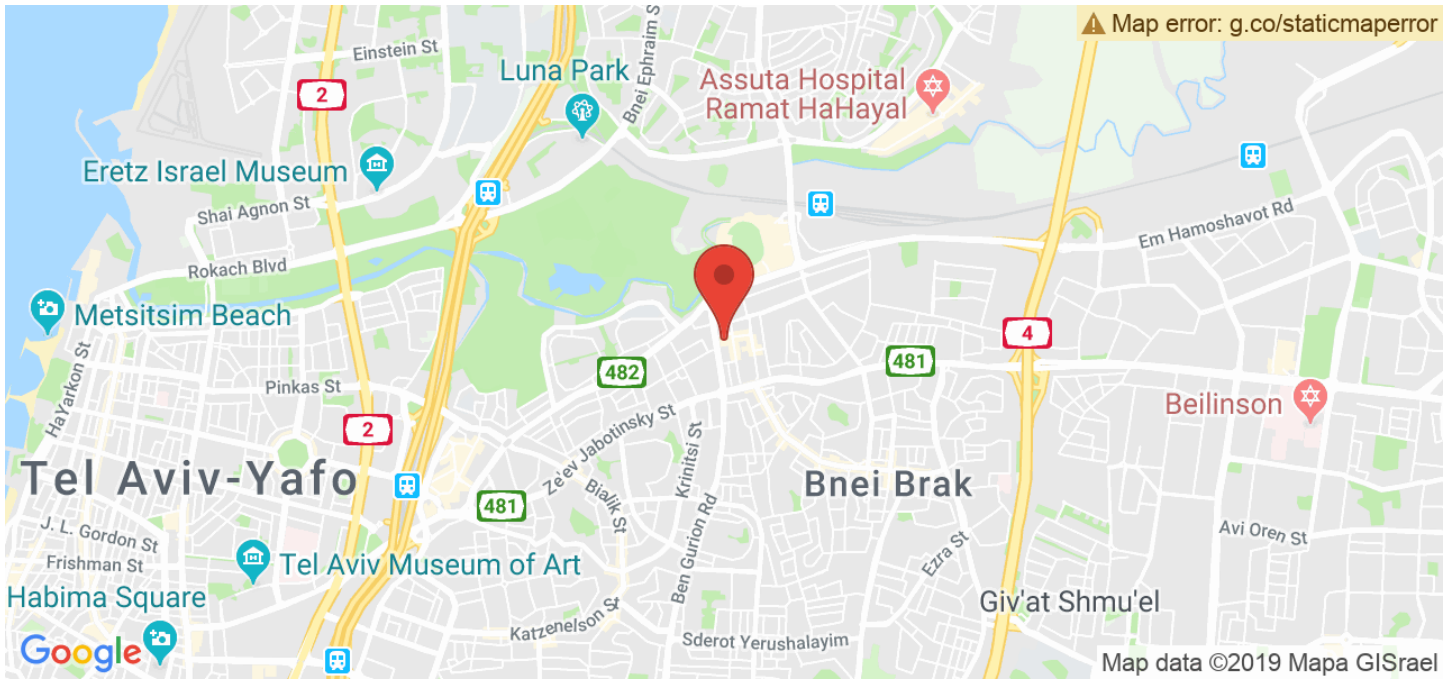 Map error: g.co/staticmaperror
Einstein St
2
Luna Park
Bnei Ephraim S
Assuta Hospital
Ramat HaHayal
Eretz Israel Museum
Shai Agnon St
Em Hamoshavot Rd
Rokach Blvd
Metsitsim Beach
HaYarkon St
482
481
4
Pinkas St
2
Ze'ev Jabotinsky St
Krinitsi St
Beilinson
Tel Aviv-Yafo
481
Bialik St
Bnei Brak
J. L. Gordon St
Frishman St
Tel Aviv Museum of Art
Ben Gurion Rd
Ezra St
Avi Oren St
Habima Square
Giv'at Shmu'el
Katzenelson St
Sderot Yerushalayim
Google
Map data ©2019 Mapa GISrael